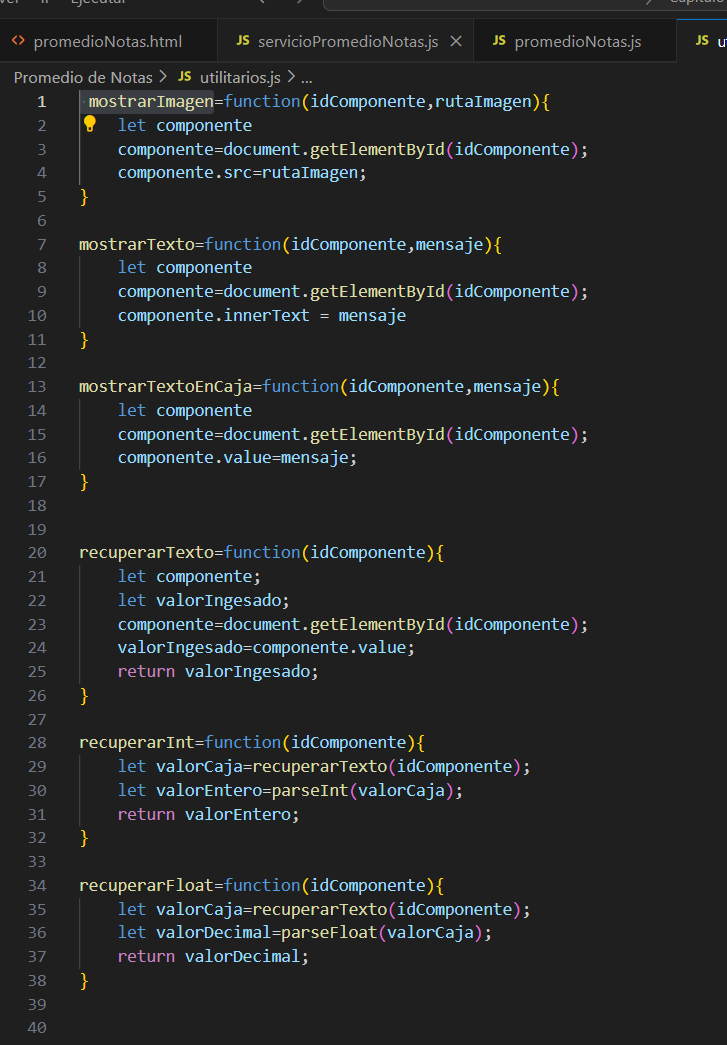 Ejecutar
promedioNotas.html JS servicioPromedioNotas.js × JS promedioNotas.js JS
Promedio de Notas > JS utilitarios.js > ...
1 mostrarImagen=function(idComponente,rutaImagen){
2 let componente
3 componente=document.getElementById(idComponente);
4 componente.src=rutaImagen;
5 }
6
7 mostrarTexto=function(idComponente,mensaje){
8 let componente
9 componente=document.getElementById(idComponente);
10 componente.innerText = mensaje
11 }
12
13 mostrarTextoEnCaja=function(idComponente,mensaje){
14 let componente
15 componente=document.getElementById(idComponente);
16 componente.value=mensaje;
17 }
18
19
20 recuperarTexto=function(idComponente){
21 let componente;
22 let valorIngesado;
23 componente=document.getElementById(idComponente);
24 valorIngesado=componente.value;
25 return valorIngesado;
26 }
27
28 recuperarInt=function(idComponente){
29 let valorCaja=recuperarTexto(idComponente);
30 let valorEntero=parseInt(valorCaja);
31 return valorEntero;
32 }
33
34 recuperarFloat=function(idComponente){
35 let valorCaja=recuperarTexto(idComponente);
36 let valorDecimal=parseFloat(valorCaja);
37 return valorDecimal;
38 }
39
40